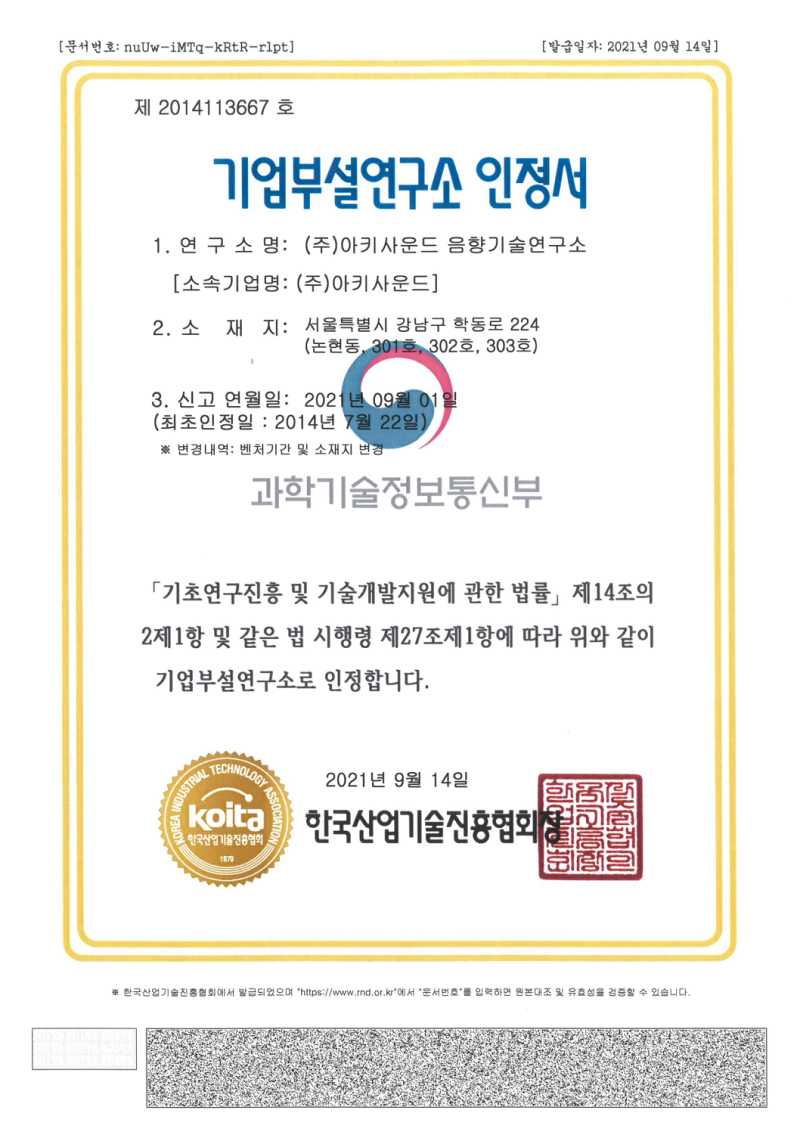 [문서번호: nuUw-iMTq-kRtR-rlpt]
[발급일자: 2021년 09월 14일]
제 2014113667 호
기업부설연구소 인정서
1. 연 구 소 명: (주)아키사운드 음향기술연구소
[소속기업명: (주)아키사운드]
2. 소 재 지: 서울특별시 강남구 학동로 224
(논현동, 301호, 302호, 303호)
3. 신고 연월일: 2021년 09월 01일
(최초인정일 : 2014년 7월 22일)
※ 변경내역: 벤처기간 및 소재지 변경
과학기술정보통신부
「기초연구진흥 및 기술개발지원에 관한 법률」 제14조의
2제1항 및 같은 법 시행령 제27조제1항에 따라 위와 같이
기업부설연구소로 인정합니다.
2021년 9월 14일
한국산업기술진흥협회장
KOREA INDUSTRIAL TECHNOLOGY ASSOCIATION
koita
한국산업기술진흥협회
1979
※ 한국산업기술진흥협회에서 발급되었으며 "https://www.rnd.or.kr"에서 "문서번호"를 입력하면 원본대조 및 유효성을 검증할 수 있습니다.